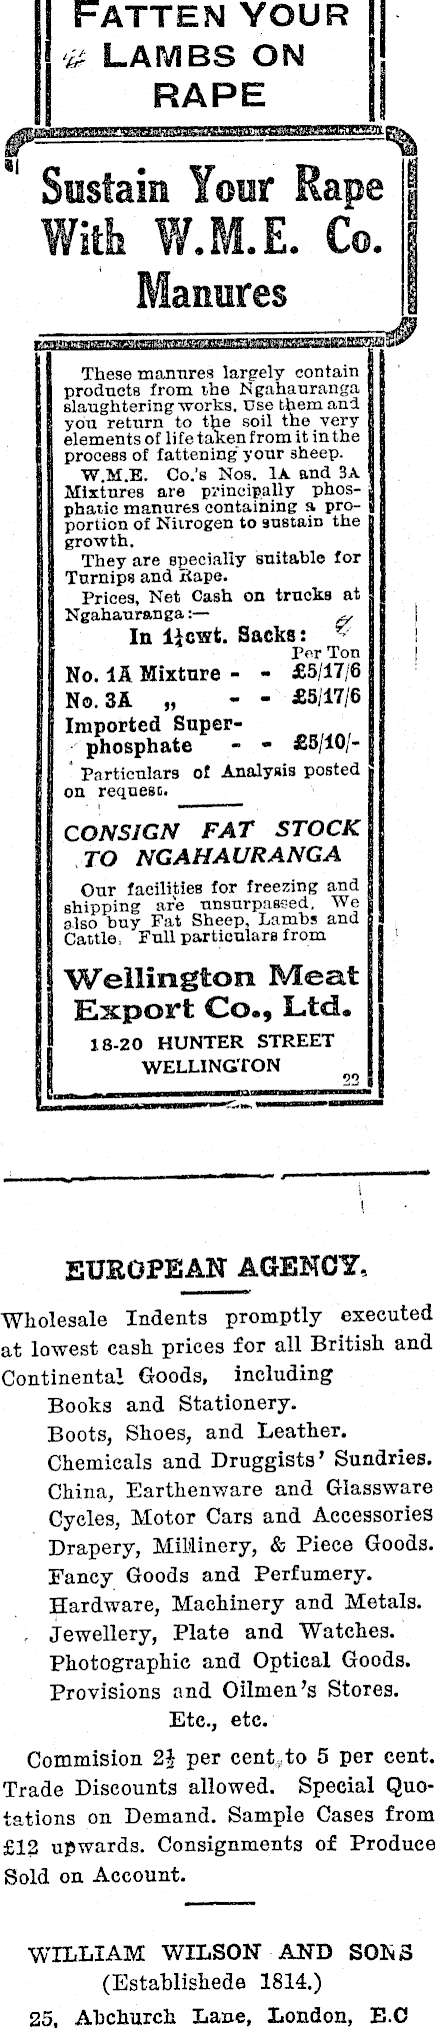 FATTEN YOUR
LAMBS ON
RAPE
Sustain Your Rape
With W.M.E. Co.
Manures
These manures largely contain
products from the Ngahauranga
slaughtering works. Use them and
you return to the soil the very
elements of life taken from it in the
process of fattening your sheep.
W.M.E. Co.'s Nos. 1A and 3A
Mixtures are principally phos-
phatic manures containing a pro-
portion of Nitrogen to sustain the
growth.
They are specially suitable for
Turnips and Rape.
Prices, Net Cash on trucks at
Ngahauranga:—
In 1¼cwt. Sacks:
Per Ton
No. 1A Mixture - - £5/17/6
No. 3A „ - - £5/17/6
Imported Super-
phosphate - - £5/10/-
Particulars of Analysis posted
on request.
CONSIGN FAT STOCK
TO NGAHAURANGA
Our facilities for freezing and
shipping are unsurpassed. We
also buy Fat Sheep, Lambs and
Cattle. Full particulars from
Wellington Meat
Export Co., Ltd.
18-20 HUNTER STREET
WELLINGTON
22
EUROPEAN AGENCY.
Wholesale Indents promptly executed
at lowest cash prices for all British and
Continental Goods, including
Books and Stationery.
Boots, Shoes, and Leather.
Chemicals and Druggists' Sundries.
China, Earthenware and Glassware
Cycles, Motor Cars and Accessories
Drapery, Millinery, & Piece Goods.
Fancy Goods and Perfumery.
Hardware, Machinery and Metals.
Jewellery, Plate and Watches.
Photographic and Optical Goods.
Provisions and Oilmen's Stores.
Etc., etc.
Commision 2½ per cent to 5 per cent.
Trade Discounts allowed. Special Quo-
tations on Demand. Sample Cases from
£12 upwards. Consignments of Produce
Sold on Account.
WILLIAM WILSON AND SONS
(Establishede 1814.)
25, Abchurch Lane, London, E.C